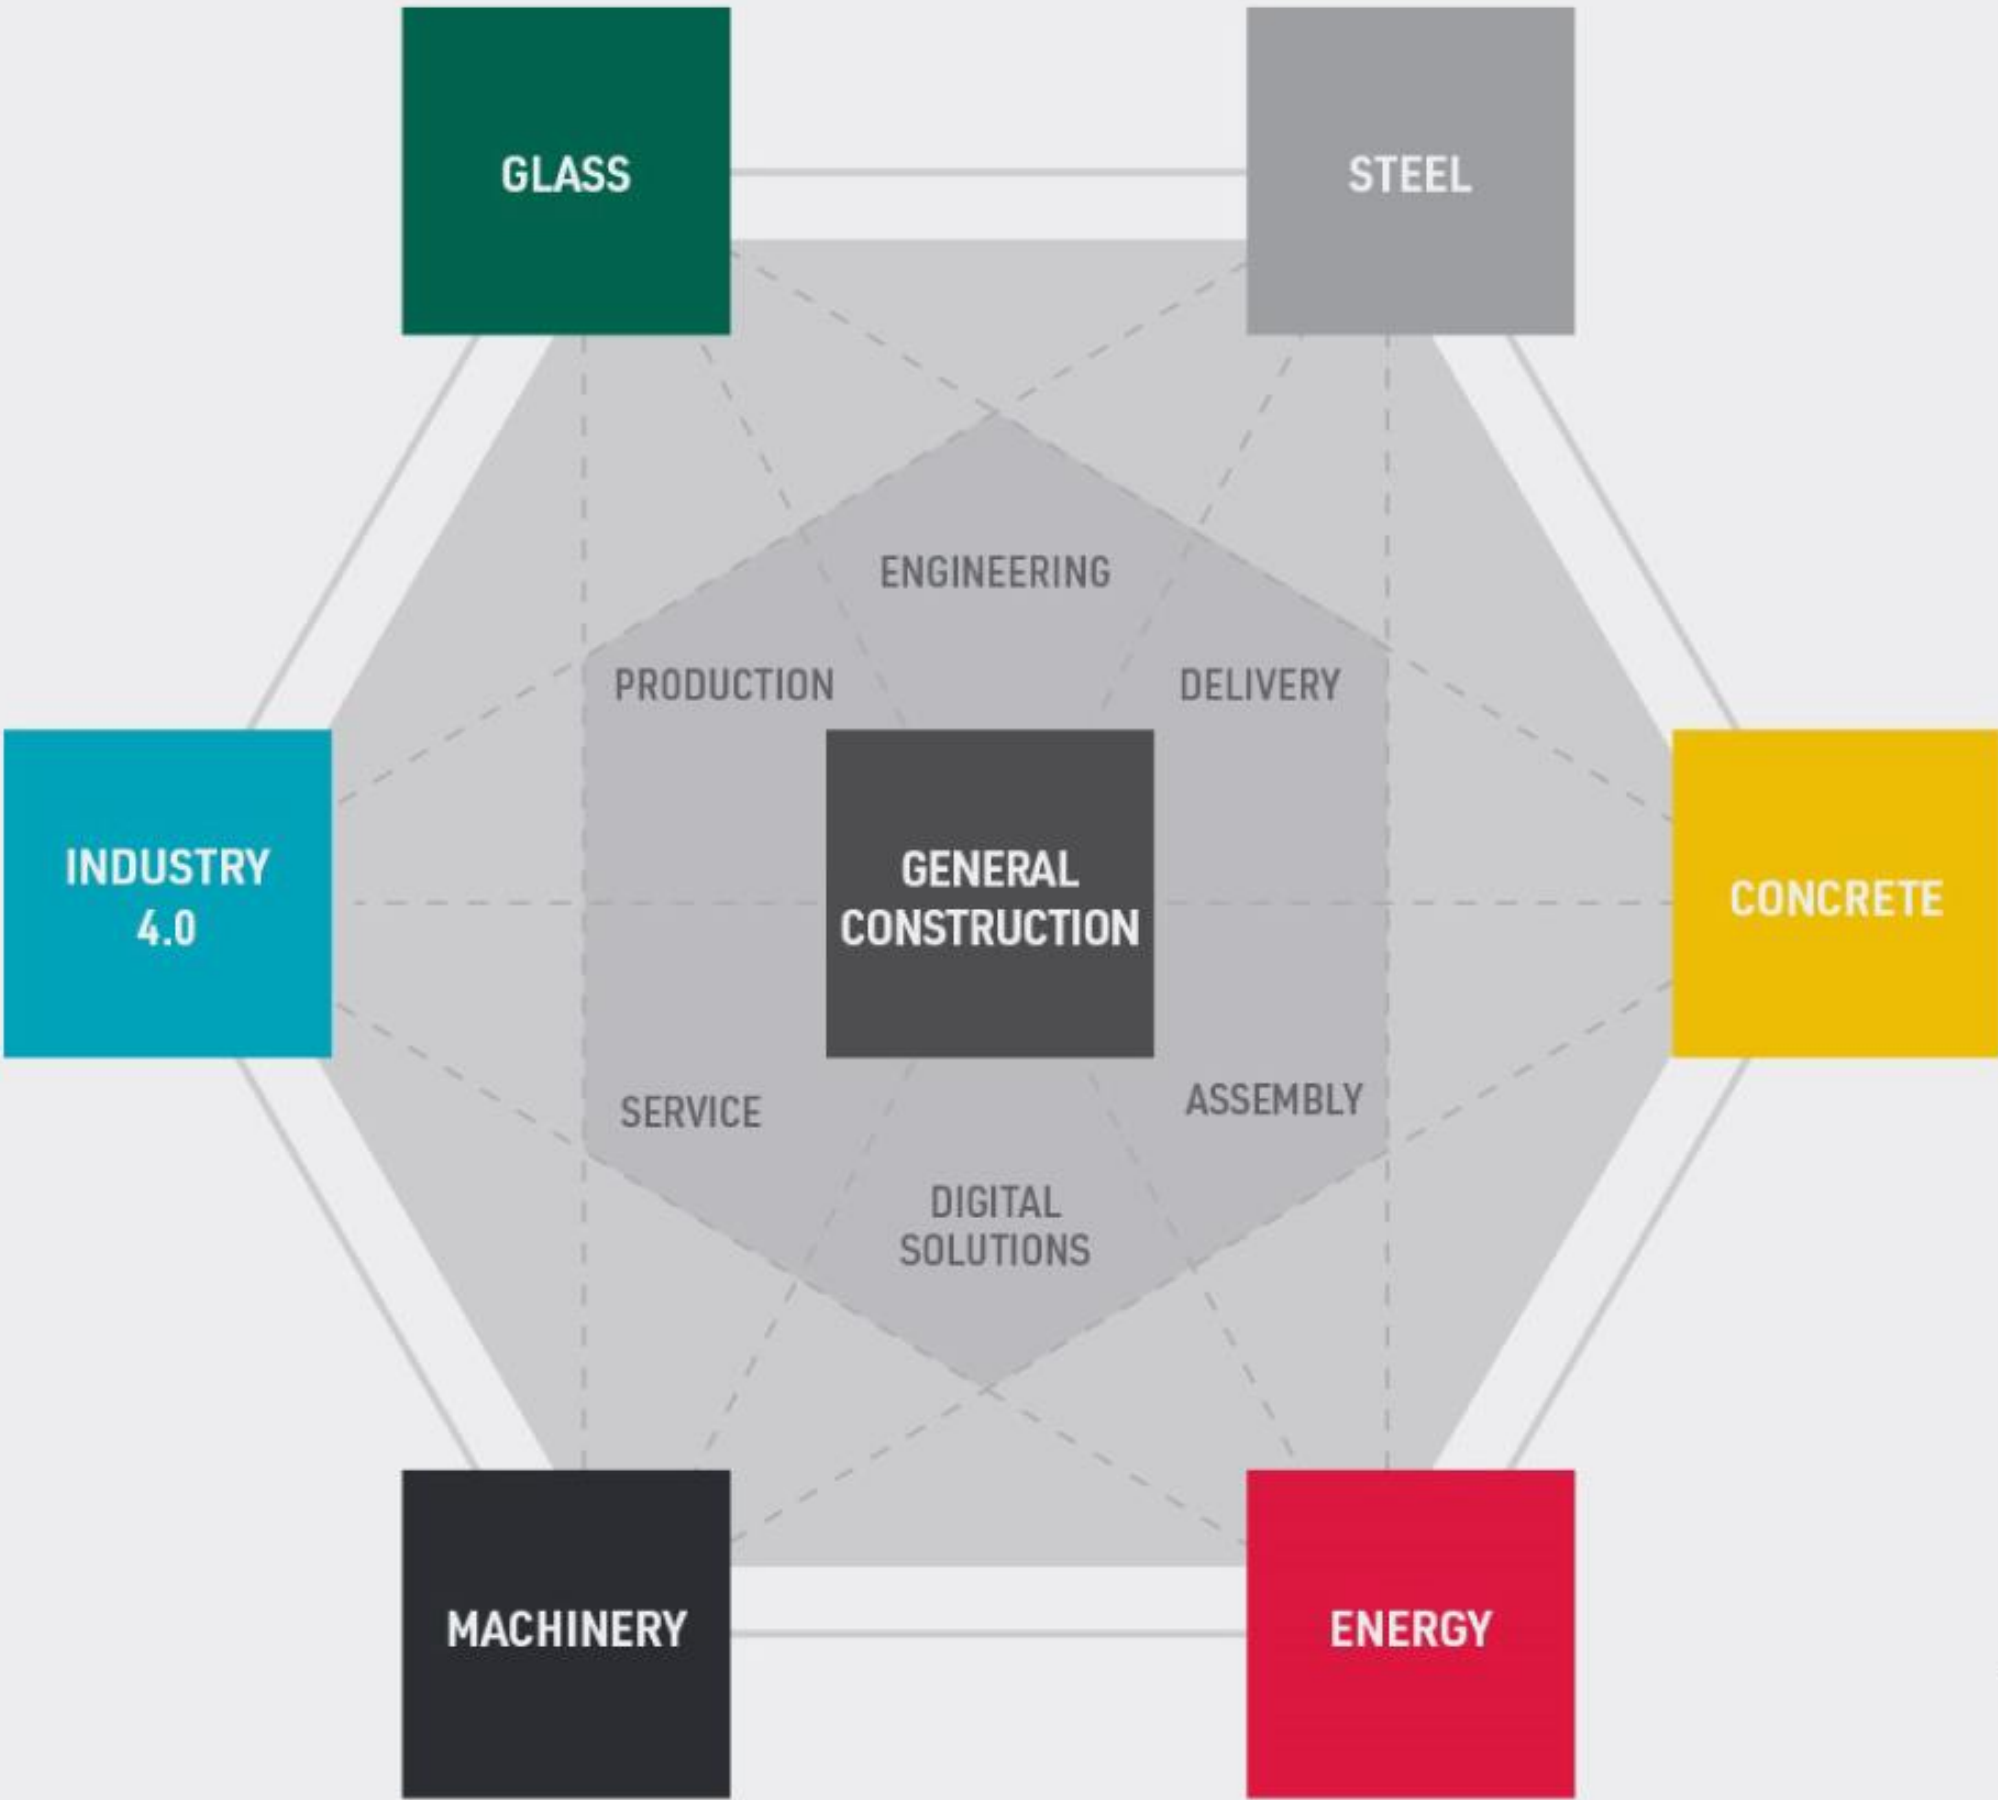 GLASS
STEEL
ENGINEERING
PRODUCTION
DELIVERY
INDUSTRY
4.0
GENERAL
CONSTRUCTION
CONCRETE
SERVICE
ASSEMBLY
DIGITAL
SOLUTIONS
MACHINERY
ENERGY